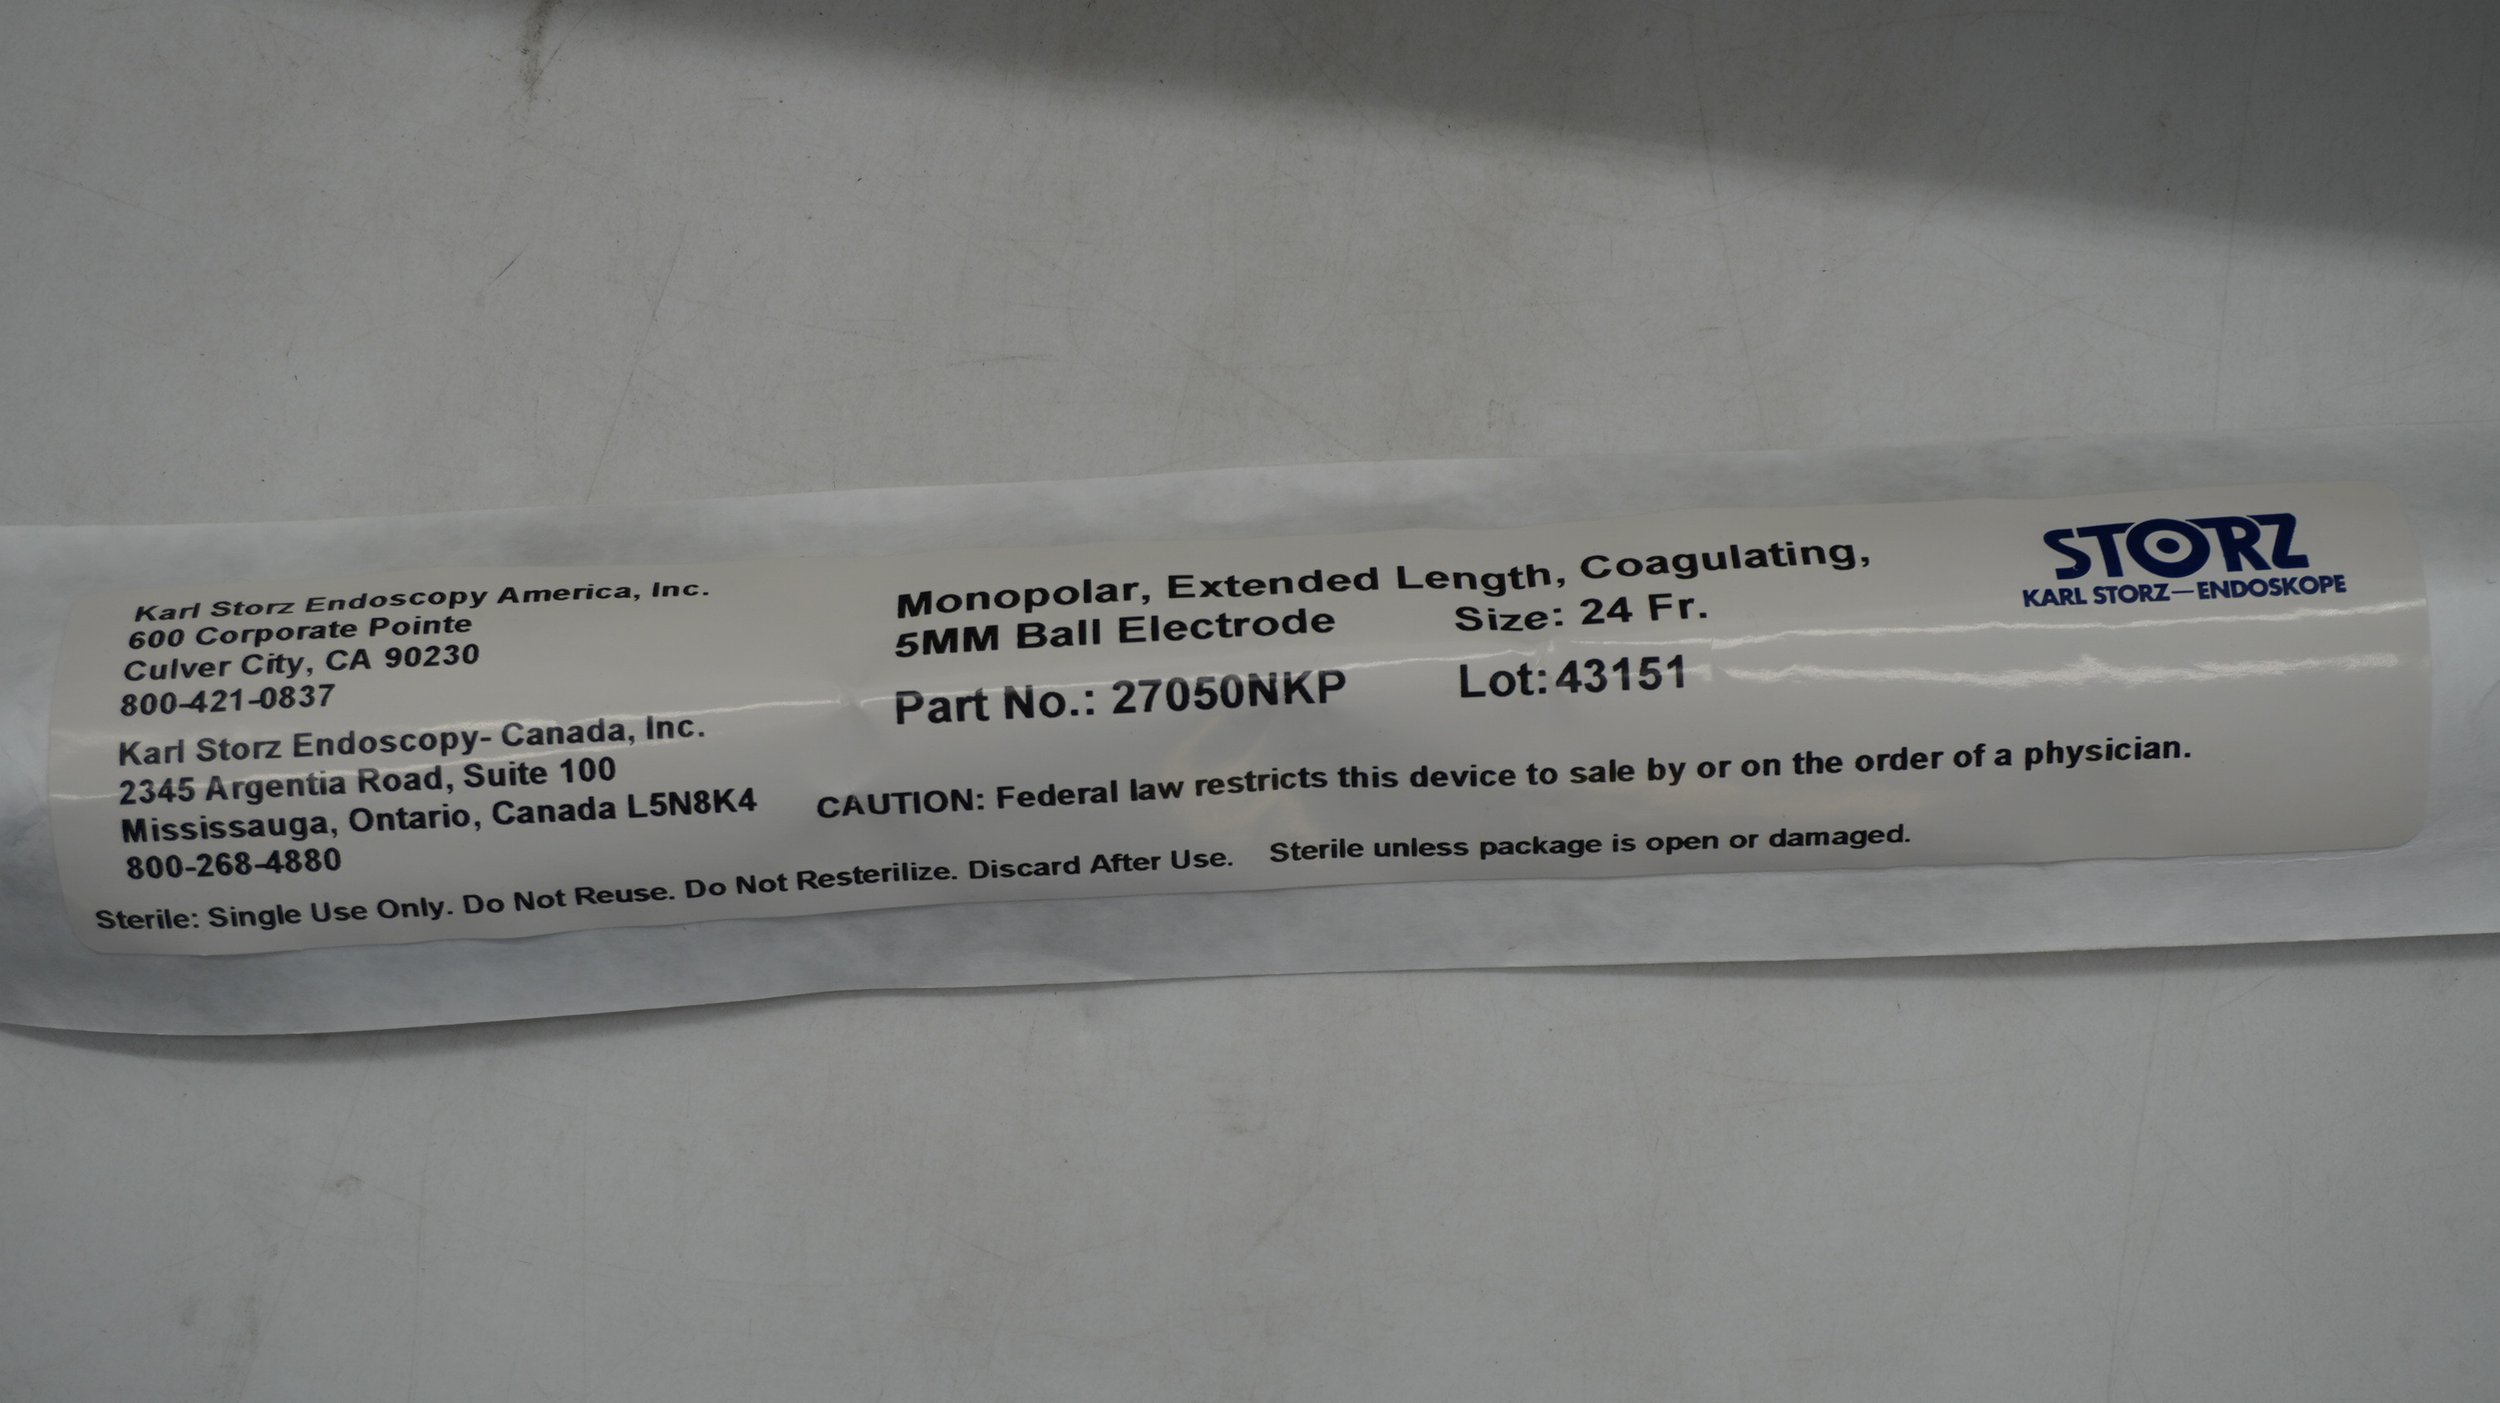 Karl Storz Endoscopy America, Inc.
600 Corporate Pointe
Culver City, CA 90230
800-421-0837
Karl Storz Endoscopy- Canada, Inc.
2345 Argentia Road, Suite 100
Mississauga, Ontario, Canada L5N8K4
800-268-4880
Monopolar, Extended Length, Coagulating,
5MM Ball Electrode Size: 24 Fr.
Part No.: 27050NKP Lot: 43151
STORZ
KARL STORZ—ENDOSKOPE
CAUTION: Federal law restricts this device to sale by or on the order of a physician.
Sterile: Single Use Only. Do Not Reuse. Do Not Resterilize. Discard After Use. Sterile unless package is open or damaged.